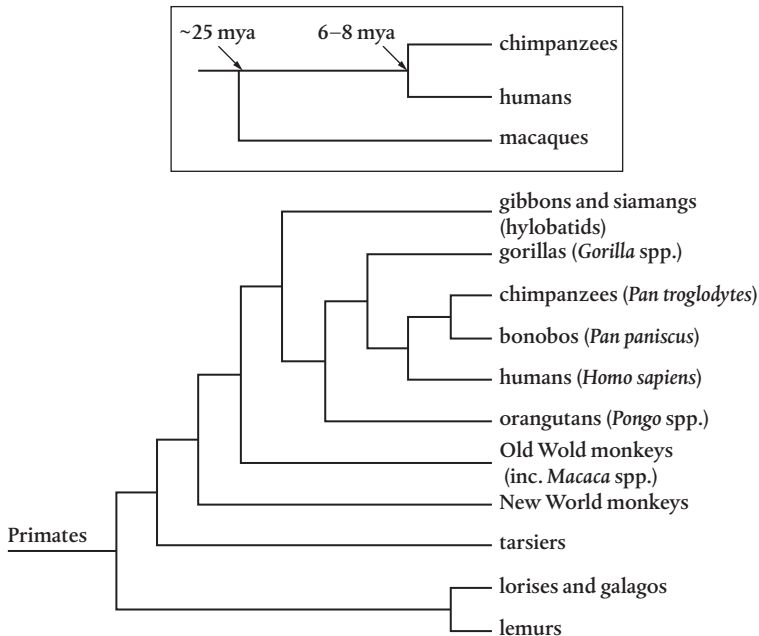 ~25 mya
6–8 mya
chimpanzees
humans
macaques
gibbons and siamangs
(hylobatids)
gorillas (Gorilla spp.)
chimpanzees (Pan troglodytes)
bonobos (Pan paniscus)
humans (Homo sapiens)
orangutans (Pongo spp.)
Old Wold monkeys
(inc. Macaca spp.)
New World monkeys
Primates
tarsiers
lorises and galagos
lemurs